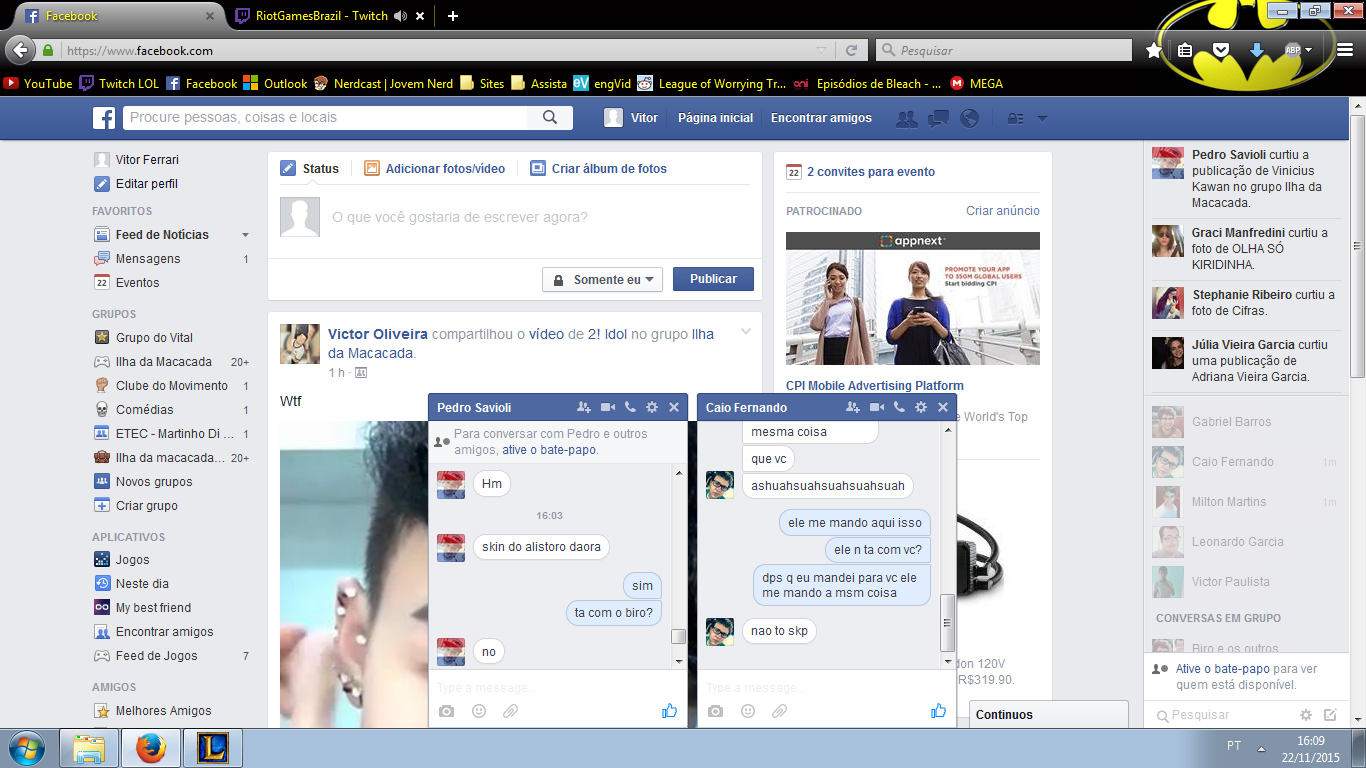 Facebook
RiotGamesBrazil - Twitch
https://www.facebook.com
Pesquisar
ABP
YouTube
Twitch LOL
Facebook
Outlook
Nerdcast | Jovem Nerd
Sites
Assista
eV
engVid
League of Worrying Tr...
Episódios de Bleach - ...
M
MEGA
Procure pessoas, coisas e locais
Vitor
Página inicial
Encontrar amigos
Vitor Ferrari
Editar perfil
FAVORITOS
Feed de Notícias
Mensagens 1
22
Eventos
GRUPOS
Grupo do Vital
Ilha da Macacada 20+
Clube do Movimento 1
Comédias 1
ETEC - Martinho Di ... 1
Ilha da macacada... 20+
Novos grupos
Criar grupo
APLICATIVOS
Jogos
Neste dia
My best friend
Encontrar amigos
Feed de Jogos 7
AMIGOS
Melhores Amigos
Status
Adicionar fotos/vídeo
Criar álbum de fotos
O que você gostaria de escrever agora?
Somente eu
Publicar
Victor Oliveira compartilhou o vídeo de 2! Idol no grupo Ilha
da Macacada.
1 h ·
Wtf
Pedro Savioli
Para conversar com Pedro e outros
amigos, ative o bate-papo.
Hm
16:03
skin do alistoro daora
sim
ta com o biro?
no
Type a message...
Caio Fernando
mesma coisa
que vc
ashuahsuahsuahsuahsuah
ele me mando aqui isso
ele n ta com vc?
dps q eu mandei para vc ele
me mando a msm coisa
nao to skp
Type a message...
22
2 convites para evento
PATROCINADO
Criar anúncio
appnext
PROMOTE YOUR APP
TO 350M GLOBAL USERS
Start bidding CPI
CPI Mobile Advertising Platform
e World's Top
don 120V
R$319.90.
Continuos
Pedro Savioli curtiu a
publicação de Vinicius
Kawan no grupo Ilha da
Macacada.
Graci Manfredini curtiu a
foto de OLHA SÓ
KIRIDINHA.
Stephanie Ribeiro curtiu a
foto de Cifras.
Júlia Vieira Garcia curtiu
uma publicação de
Adriana Vieira Garcia.
Gabriel Barros
Caio Fernando 1m
Milton Martins 1m
Leonardo Garcia
Victor Paulista
CONVERSAS EM GRUPO
Biro e os outros
Ative o bate-papo para ver
quem está disponível.
Pesquisar
PT
16:09
22/11/2015